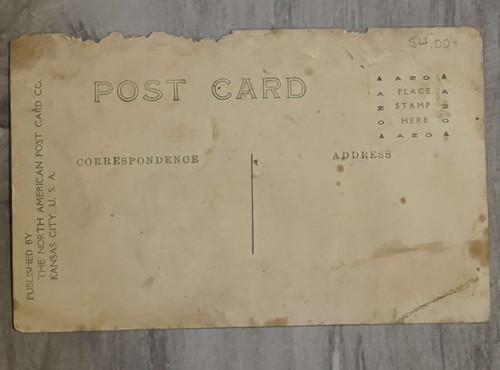 $4.00
POST CARD
▲ A Z O ▲
A PLACE A
Z STAMP Z
O HERE O
▲ A Z O ▲
CORRESPONDENCE
ADDRESS
PUBLISHED BY
THE NORTH AMERICAN POST CARD CO.
KANSAS CITY, U. S. A.